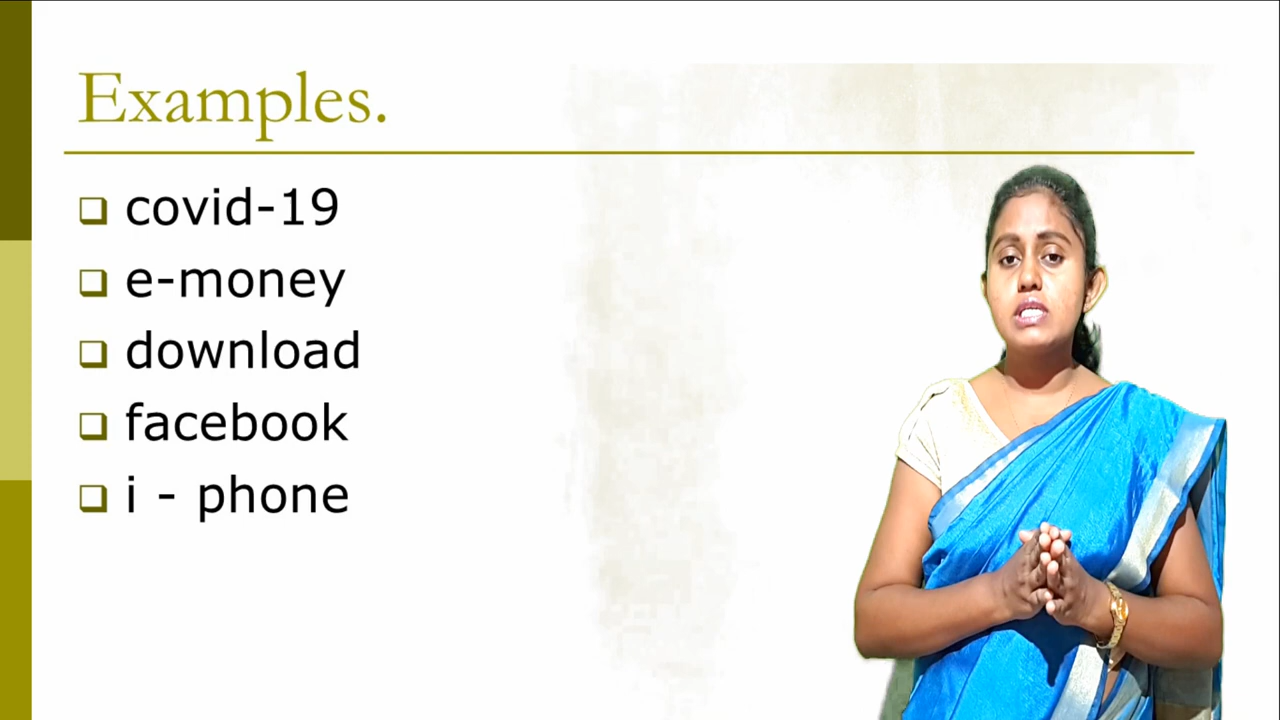 Examples.
covid-19
e-money
download
facebook
i - phone